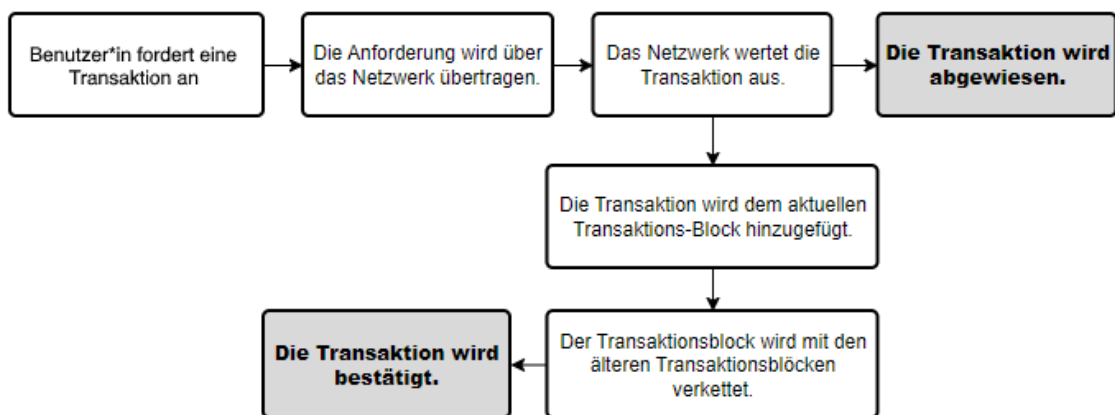 Benutzer*in fordert eine
Transaktion an
Die Anforderung wird über
das Netzwerk übertragen.
Das Netzwerk wertet die
Transaktion aus.
Die Transaktion wird
abgewiesen.
Die Transaktion wird dem aktuellen
Transaktions-Block hinzugefügt.
Der Transaktionsblock wird mit den
älteren Transaktionsblöcken
verkettet.
Die Transaktion wird
bestätigt.